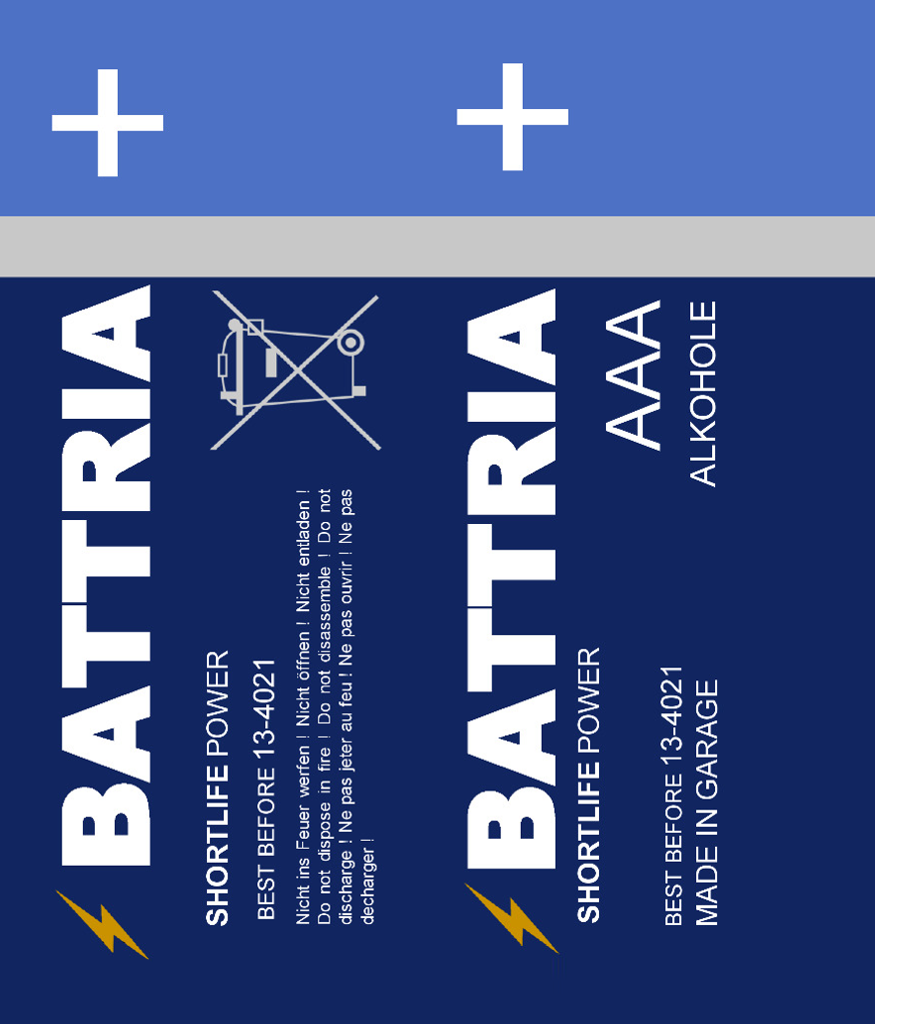 +
BATTRIA
SHORTLIFE POWER
BEST BEFORE 13-4021
Nicht ins Feuer werfen ! Nicht öffnen ! Nicht entladen !
Do not dispose in fire ! Do not disassemble ! Do not
discharge ! Ne pas jeter au feu ! Ne pas ouvrir ! Ne pas
decharger !
+
BATTRIA
SHORTLIFE POWER
AAA
ALKOHOLE
BEST BEFORE 13-4021
MADE IN GARAGE